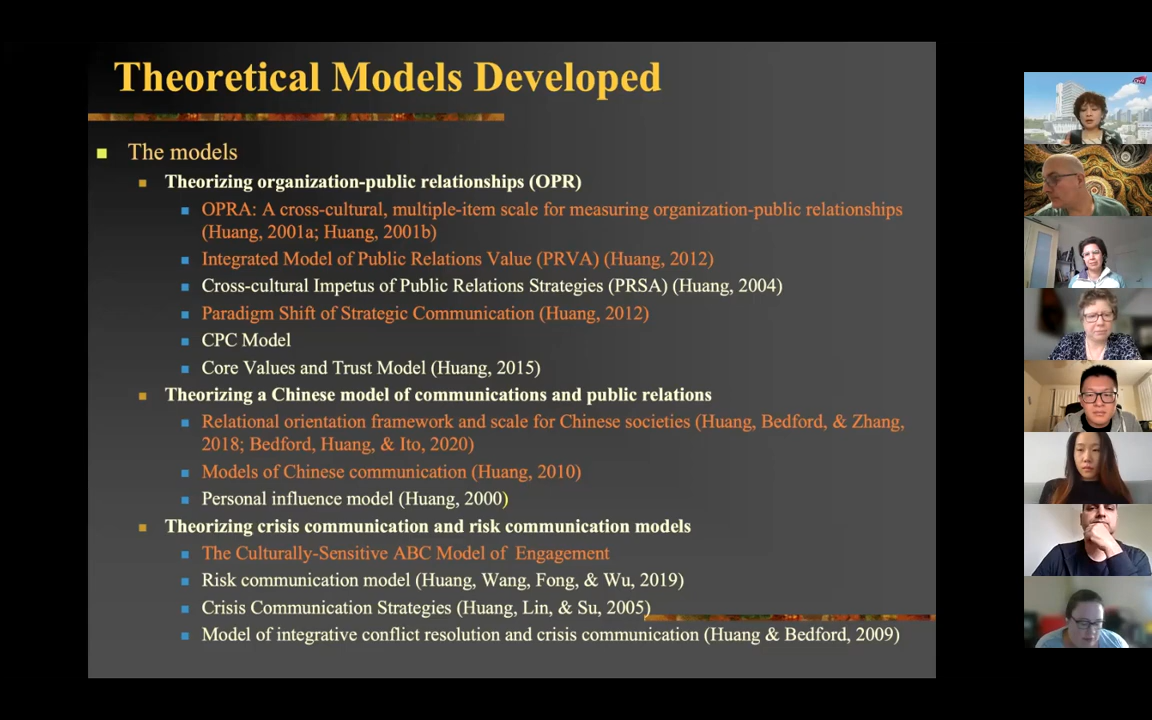 Theoretical Models Developed
The models
Theorizing organization-public relationships (OPR)
OPRA: A cross-cultural, multiple-item scale for measuring organization-public relationships
(Huang, 2001a; Huang, 2001b)
Integrated Model of Public Relations Value (PRVA) (Huang, 2012)
Cross-cultural Impetus of Public Relations Strategies (PRSA) (Huang, 2004)
Paradigm Shift of Strategic Communication (Huang, 2012)
CPC Model
Core Values and Trust Model (Huang, 2015)
Theorizing a Chinese model of communications and public relations
Relational orientation framework and scale for Chinese societies (Huang, Bedford, & Zhang,
2018; Bedford, Huang, & Ito, 2020)
Models of Chinese communication (Huang, 2010)
Personal influence model (Huang, 2000)
Theorizing crisis communication and risk communication models
The Culturally-Sensitive ABC Model of Engagement
Risk communication model (Huang, Wang, Fong, & Wu, 2019)
Crisis Communication Strategies (Huang, Lin, & Su, 2005)
Model of integrative conflict resolution and crisis communication (Huang & Bedford, 2009)